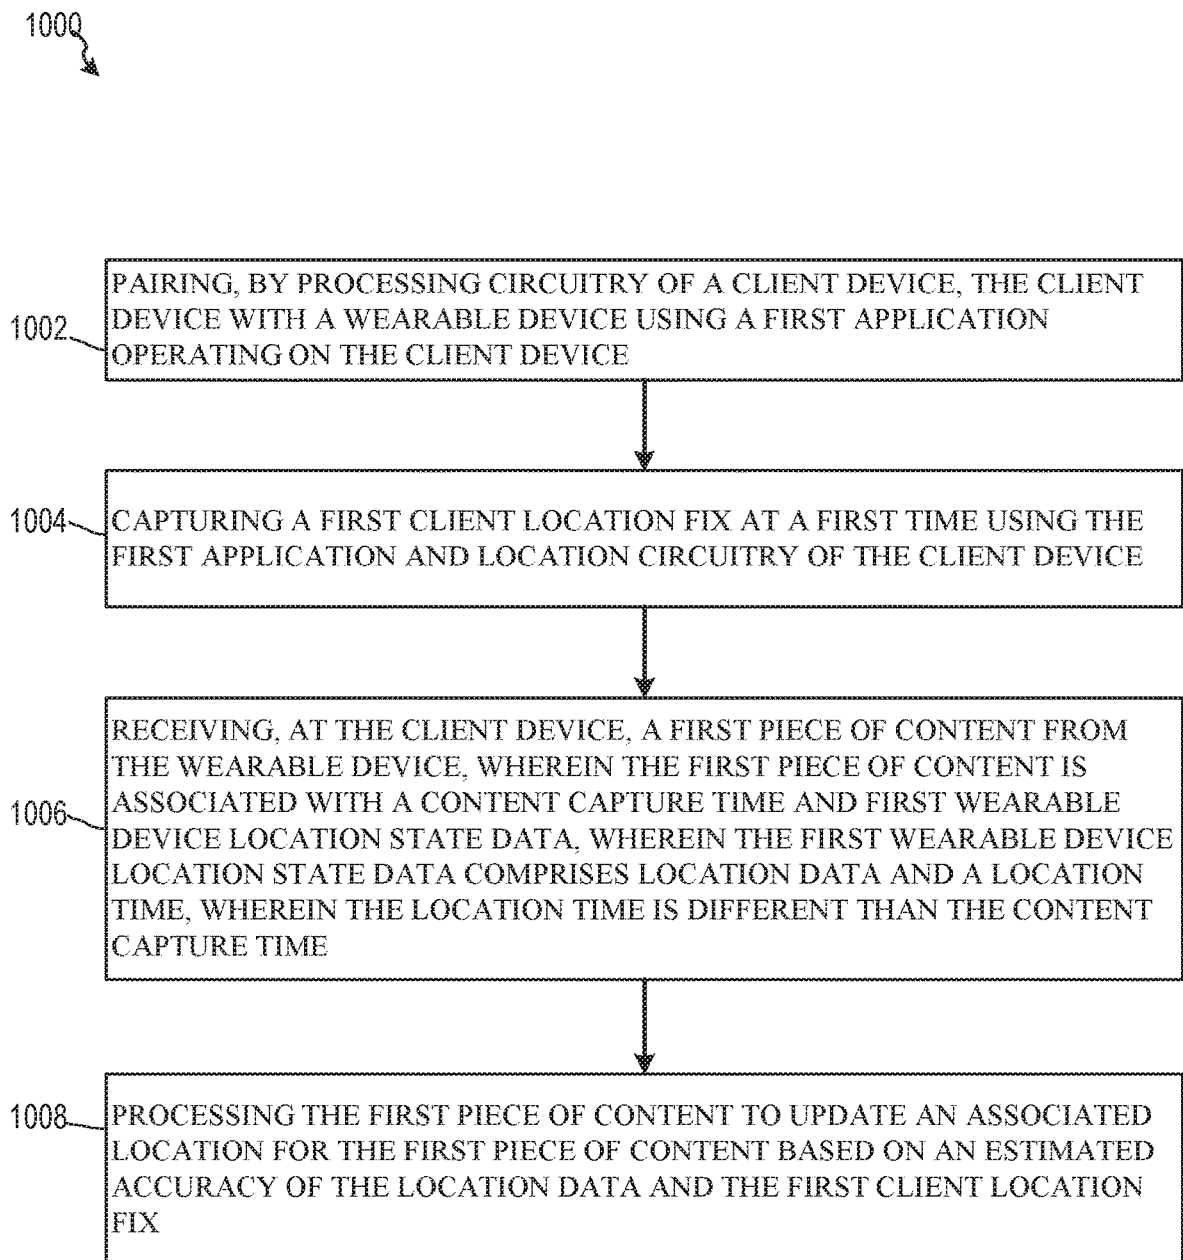 1000
PAIRING, BY PROCESSING CIRCUITRY OF A CLIENT DEVICE, THE CLIENT
DEVICE WITH A WEARABLE DEVICE USING A FIRST APPLICATION
OPERATING ON THE CLIENT DEVICE
1002
CAPTURING A FIRST CLIENT LOCATION FIX AT A FIRST TIME USING THE
FIRST APPLICATION AND LOCATION CIRCUITRY OF THE CLIENT DEVICE
1004
RECEIVING, AT THE CLIENT DEVICE, A FIRST PIECE OF CONTENT FROM
THE WEARABLE DEVICE, WHEREIN THE FIRST PIECE OF CONTENT IS
ASSOCIATED WITH A CONTENT CAPTURE TIME AND FIRST WEARABLE
DEVICE LOCATION STATE DATA, WHEREIN THE FIRST WEARABLE DEVICE
LOCATION STATE DATA COMPRISES LOCATION DATA AND A LOCATION
TIME, WHEREIN THE LOCATION TIME IS DIFFERENT THAN THE CONTENT
CAPTURE TIME
1006
PROCESSING THE FIRST PIECE OF CONTENT TO UPDATE AN ASSOCIATED
LOCATION FOR THE FIRST PIECE OF CONTENT BASED ON AN ESTIMATED
ACCURACY OF THE LOCATION DATA AND THE FIRST CLIENT LOCATION
FIX
1008